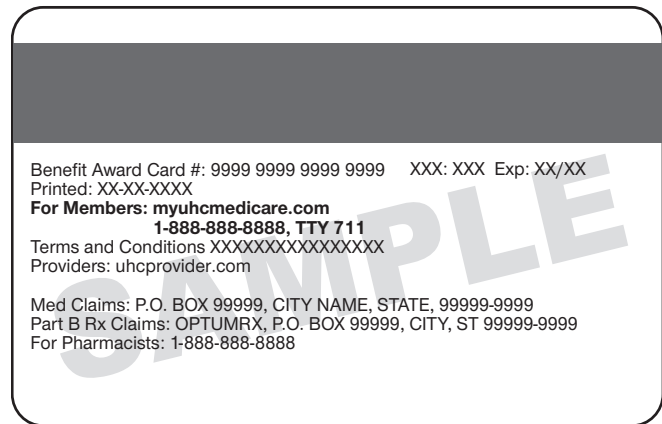 Benefit Award Card #: 9999 9999 9999 9999 XXX: XXX Exp: XX/XX
Printed: XX-XX-XXXX
For Members: myuhcmedicare.com
1-888-888-8888, TTY 711
Terms and Conditions XXXXXXXXXXXXXXXX
Providers: uhcprovider.com
Med Claims: P.O. BOX 99999, CITY NAME, STATE, 99999-9999
Part B Rx Claims: OPTUMRX, P.O. BOX 99999, CITY, ST 99999-9999
For Pharmacists: 1-888-888-8888
SAMPLE